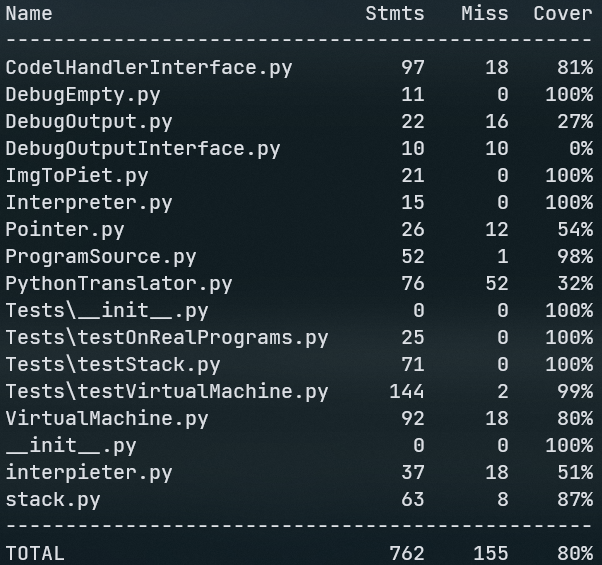 Name Stmts Miss Cover
-------------------------------------------------
CodelHandlerInterface.py 97 18 81%
DebugEmpty.py 11 0 100%
DebugOutput.py 22 16 27%
DebugOutputInterface.py 10 10 0%
ImgToPiet.py 21 0 100%
Interpreter.py 15 0 100%
Pointer.py 26 12 54%
ProgramSource.py 52 1 98%
PythonTranslator.py 76 52 32%
Tests\__init__.py 0 0 100%
Tests\testOnRealPrograms.py 25 0 100%
Tests\testStack.py 71 0 100%
Tests\testVirtualMachine.py 144 2 99%
VirtualMachine.py 92 18 80%
__init__.py 0 0 100%
interpieter.py 37 18 51%
stack.py 63 8 87%
-------------------------------------------------
TOTAL 762 155 80%